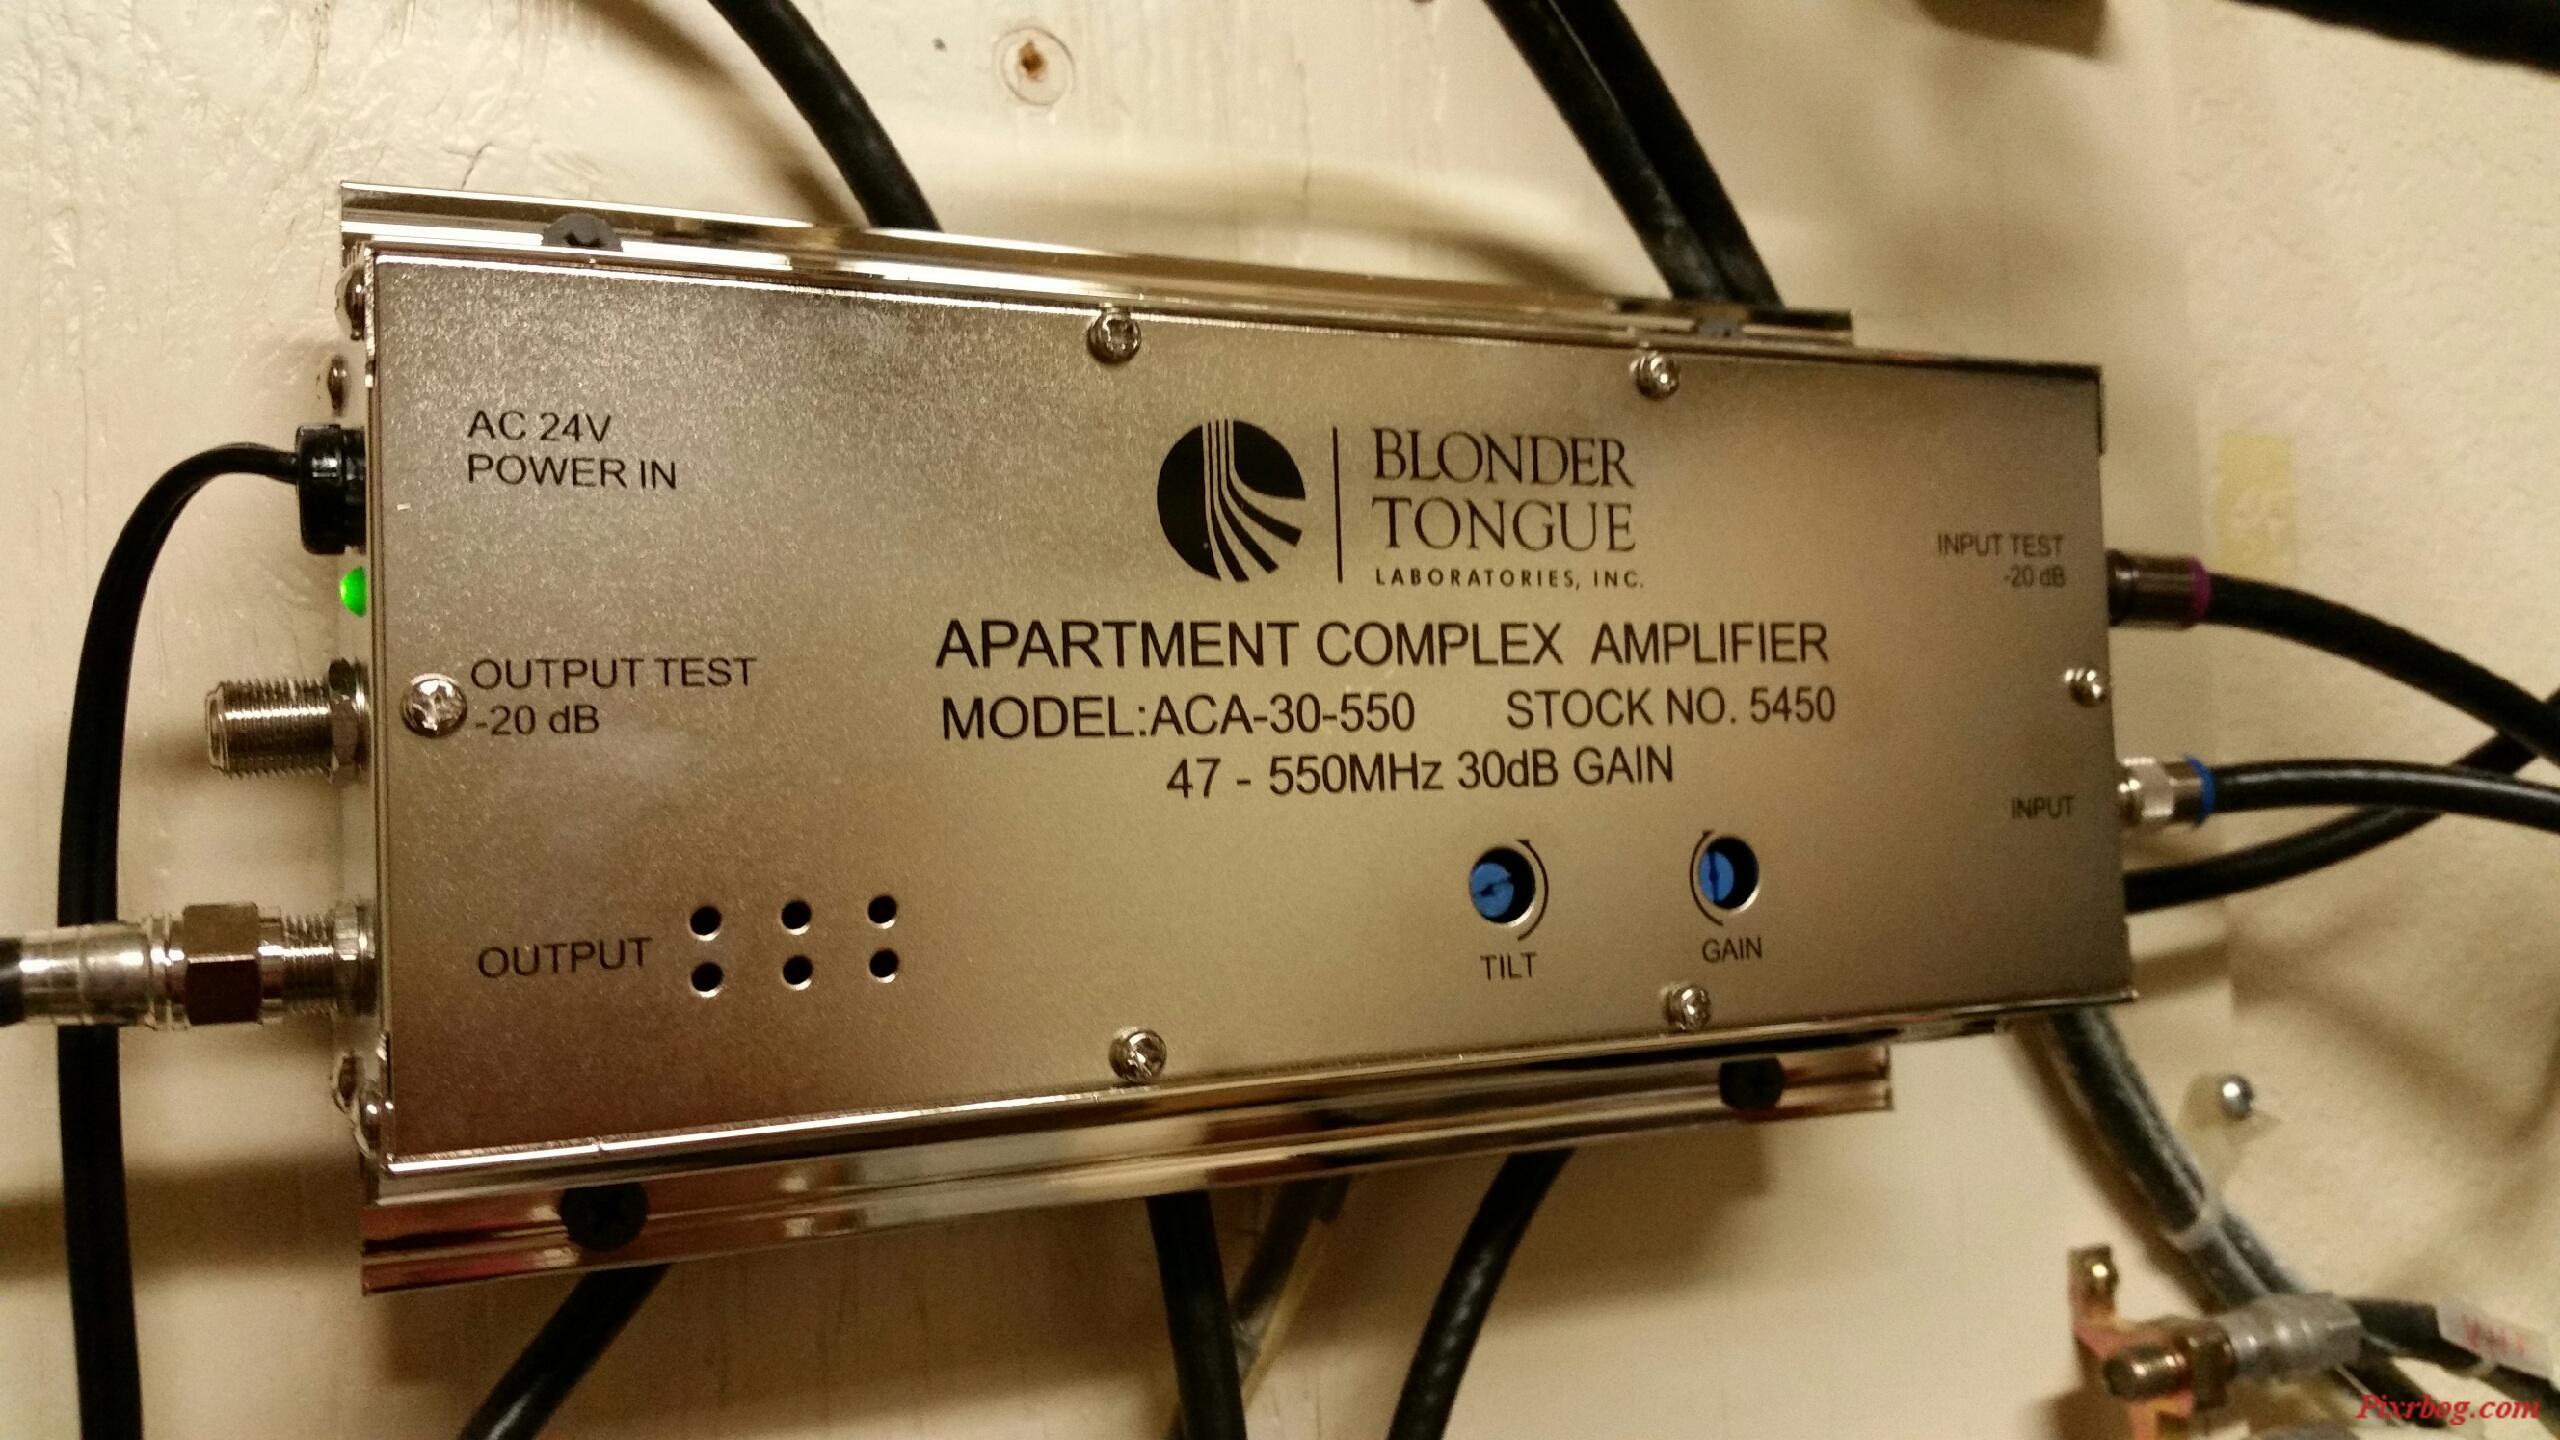 AC 24V
POWER IN
BLONDER
TONGUE
LABORATORIES, INC.
INPUT TEST
-20 dB
APARTMENT COMPLEX AMPLIFIER
OUTPUT TEST
-20 dB
MODEL:ACA-30-550 STOCK NO. 5450
47 - 550MHz 30dB GAIN
INPUT
OUTPUT
TILT
GAIN
Pixrbog.com